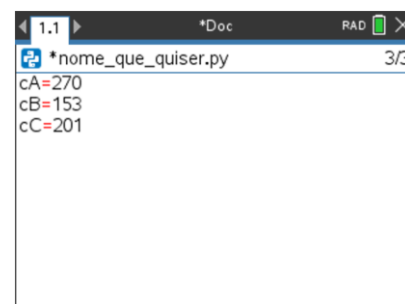 1.1 *Doc RAD
*nome_que_quiser.py 3/3
cA=270
cB=153
cC=201